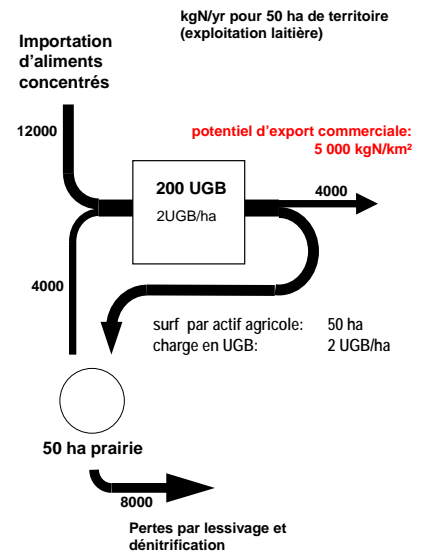 kgN/yr pour 50 ha de territoire
(exploitation laitière)
Importation
d'aliments
concentrés
12000
potentiel d'export commerciale:
5 000 kgN/km²
200 UGB
2UGB/ha
4000
4000
surf par actif agricole: 50 ha
charge en UGB: 2 UGB/ha
50 ha prairie
8000
Pertes par lessivage et
dénitrification